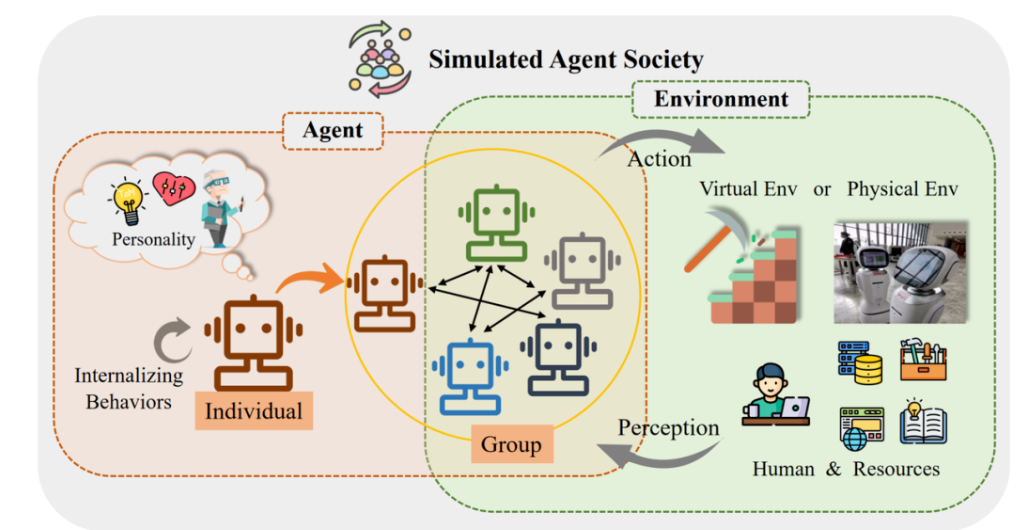 Simulated Agent Society
Environment
Agent
Action
Virtual Env or Physical Env
Personality
Internalizing
Behaviors
Individual
Group
Perception
Human & Resources